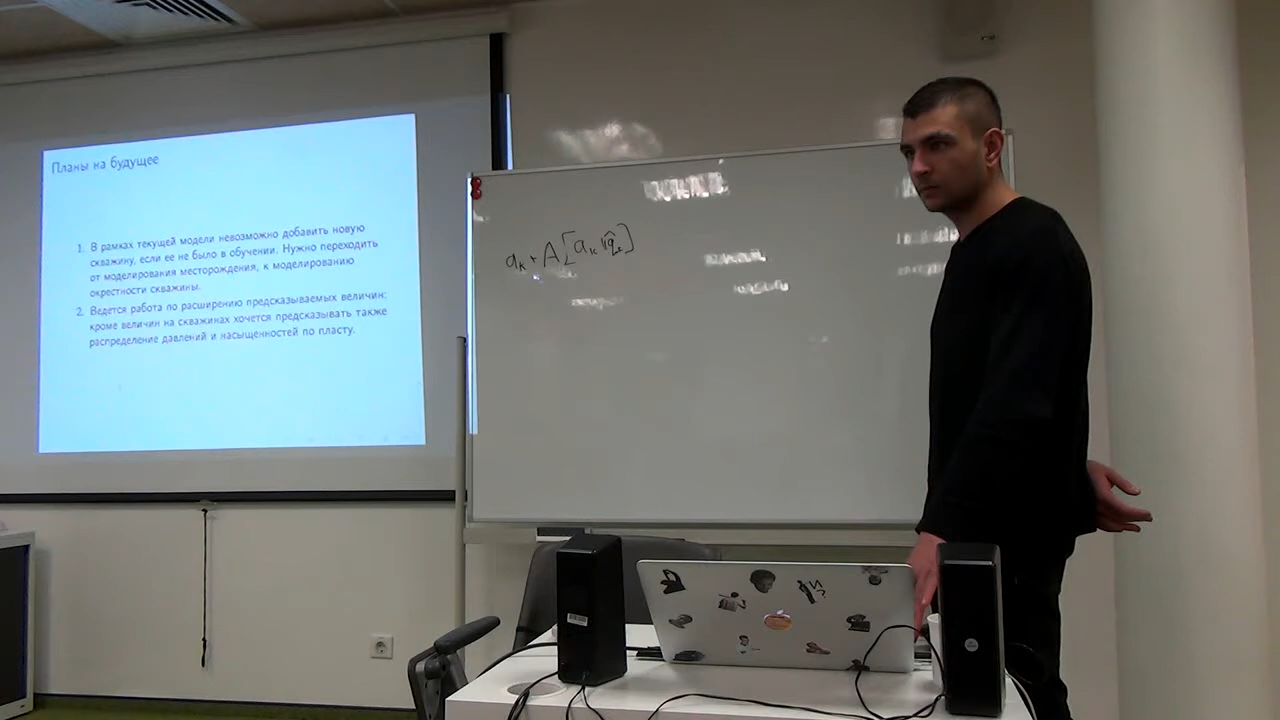 Планы на будущее
1. В рамках текущей модели невозможно добавить новую
скважину, если ее не было в обучении. Нужно переходить
от моделирования месторождения, к моделированию
окрестности скважины.
2. Ведется работа по расширению предсказываемых величин:
кроме величин на скважинах хочется предсказывать также
распределение давлений и насыщенностей по пласту.